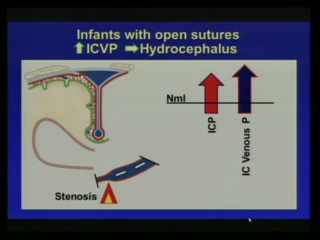 Infants with open sutures
⬆ICVP ➡Hydrocephalus
Nml
ICP
IC Venous P
Stenosis